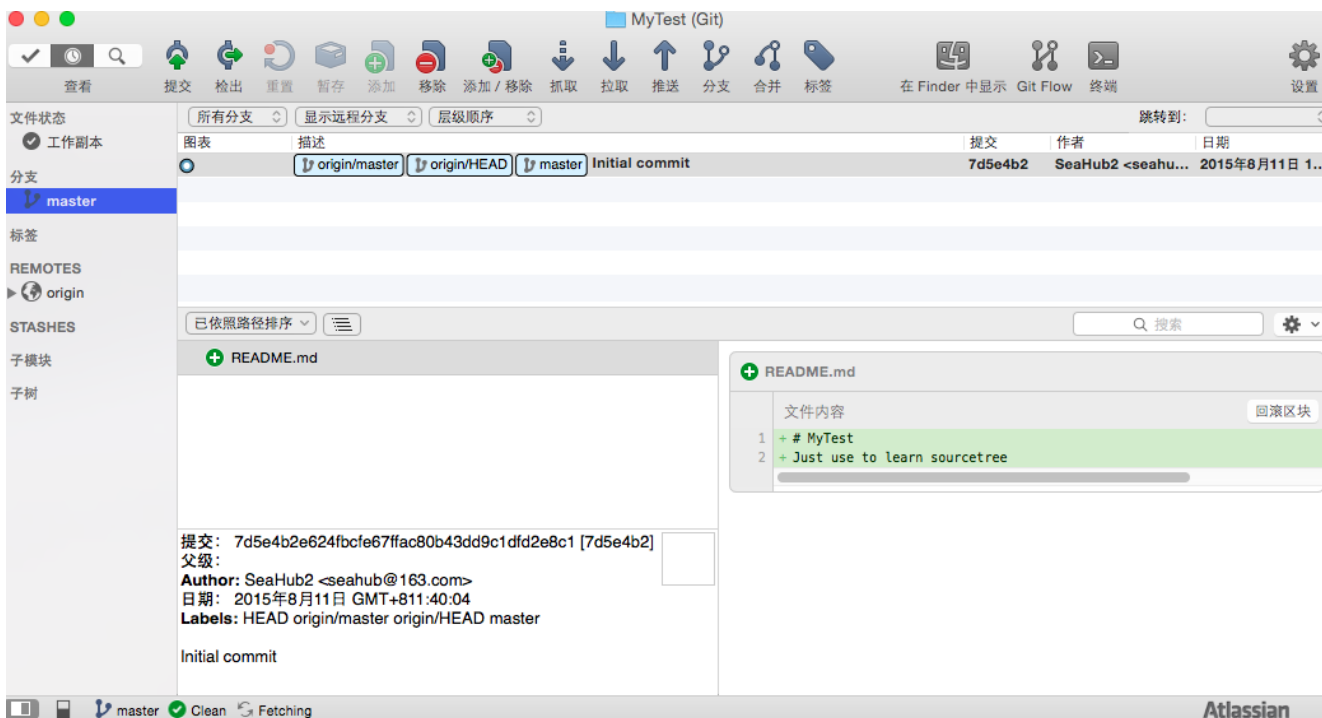 MyTest (Git)
查看 提交 检出 重置 暂存 添加 移除 添加 / 移除 抓取 拉取 推送 分支 合并 标签 在 Finder 中显示 Git Flow 终端 设置
文件状态
工作副本
分支
master
标签
REMOTES
origin
STASHES
子模块
子树
所有分支 显示远程分支 层级顺序 跳转到:
图表 描述 提交 作者 日期
origin/master origin/HEAD master Initial commit 7d5e4b2 SeaHub2 <seahu... 2015年8月11日 1...
已依照路径排序 搜索
README.md
README.md
文件内容 回滚区块
1 + # MyTest
2 + Just use to learn sourcetree
提交: 7d5e4b2e624fbcfe67ffac80b43dd9c1dfd2e8c1 [7d5e4b2]
父级:
Author: SeaHub2 <seahub@163.com>
日期: 2015年8月11日 GMT+811:40:04
Labels: HEAD origin/master origin/HEAD master
Initial commit
master Clean Fetching Atlassian